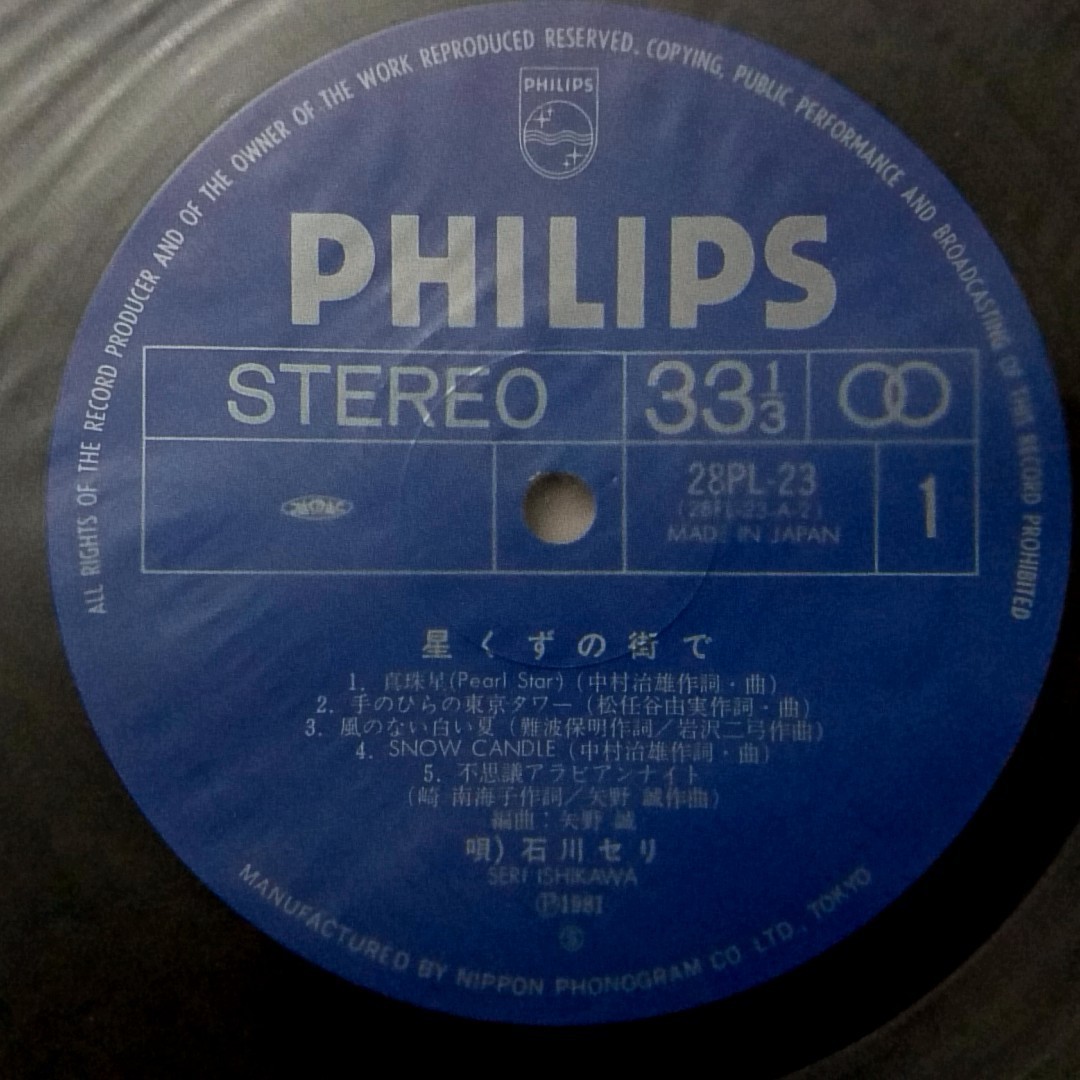 ALL RIGHTS OF THE RECORD PRODUCER AND OF THE OWNER OF THE WORK REPRODUCED RESERVED. COPYING, PUBLIC PERFORMANCE AND BROADCASTING OF THIS RECORD PROHIBITED
PHILIPS
PHILIPS
STEREO
33 1/3
JASRAC
28PL-23
(28PL-23-A-2)
MADE IN JAPAN
1
星くずの街で
1. 真珠星(Pearl Star) (中村治雄作詞・曲)
2. 手のひらの東京タワー (松任谷由実作詞・曲)
3. 風のない白い夏 (難波保明作詞/岩沢二弓作曲)
4. SNOW CANDLE (中村治雄作詞・曲)
5. 不思議アラビアンナイト
(崎 南海子作詞/矢野 誠作曲)
編曲:矢野 誠
唄) 石川セリ
SERI ISHIKAWA
Ⓟ1981
Ⓢ
MANUFACTURED BY NIPPON PHONOGRAM CO. LTD., TOKYO